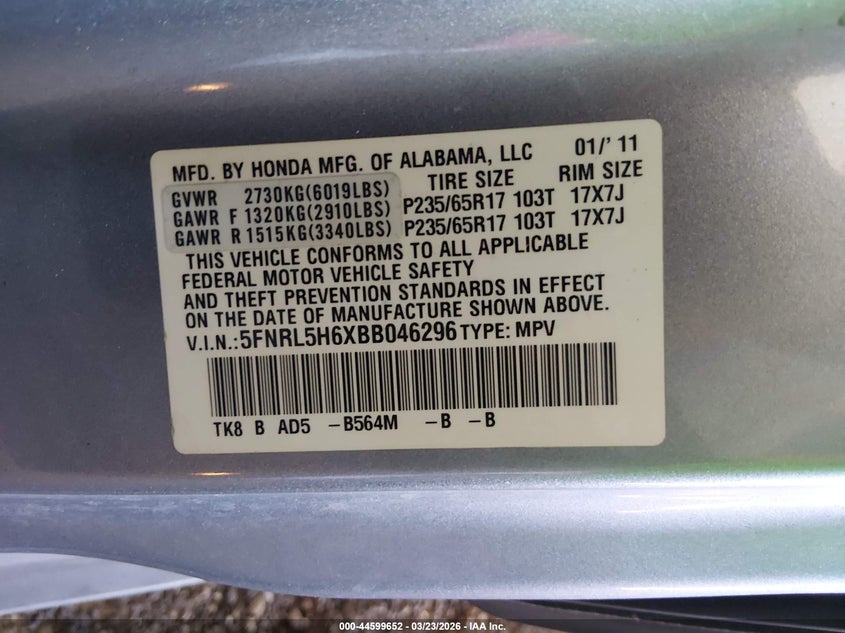 MFD. BY HONDA MFG. OF ALABAMA, LLC 01/'11
TIRE SIZE RIM SIZE
GVWR 2730KG(6019LBS)
GAWR F 1320KG(2910LBS) P235/65R17 103T 17X7J
GAWR R 1515KG(3340LBS) P235/65R17 103T 17X7J
THIS VEHICLE CONFORMS TO ALL APPLICABLE
FEDERAL MOTOR VEHICLE SAFETY
AND THEFT PREVENTION STANDARDS IN EFFECT
ON THE DATE OF MANUFACTURE SHOWN ABOVE.
V.I.N.:5FNRL5H6XBB046296 TYPE: MPV
TK8 B AD5 -B564M -B -B
000-44599652 - 03/23/2026 - IAA Inc.